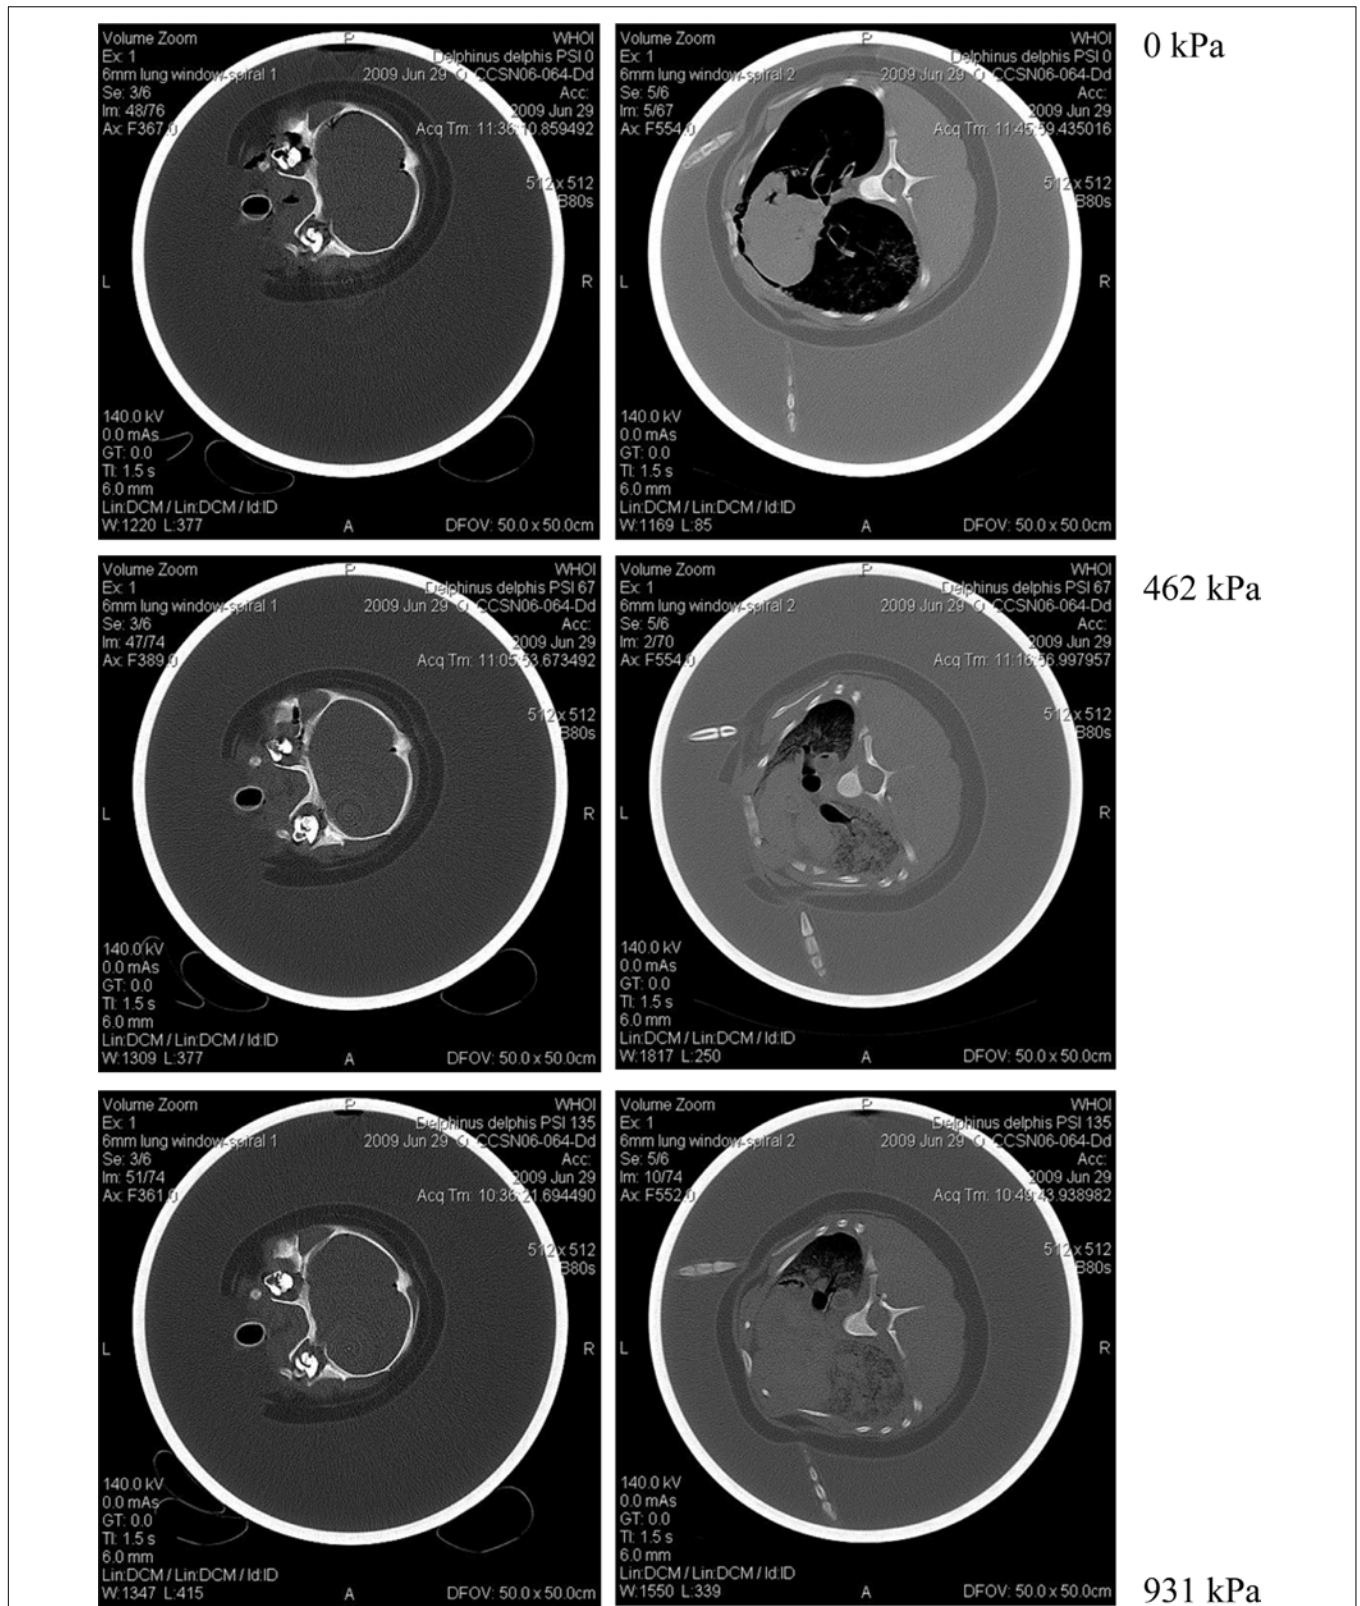 Volume Zoom
WHOI
Ex: 1
Delphinus delphis PSI 0
6mm lung window-spiral 1
2009 Jun 29 CCSN06-064-Dd
Se: 3/6
Acc:
Im: 48/76
2009 Jun 29
Ax: F367.0
Acq Tm: 11:36:10.859492
P
512 x 512
B80s
L
R
140.0 kV
0.0 mAs
GT: 0.0
TI: 1.5 s
6.0 mm
Lin:DCM / Lin:DCM / Id:ID
W:1220 L:377
A
DFOV: 50.0 x 50.0cm
Volume Zoom
WHOI
Ex: 1
Delphinus delphis PSI 0
6mm lung window-spiral 2
2009 Jun 29 CCSN06-064-Dd
Se: 5/6
Acc:
Im: 5/67
2009 Jun 29
Ax: F554.0
Acq Tm: 11:45:59.435016
P
512 x 512
B80s
L
R
140.0 kV
0.0 mAs
GT: 0.0
TI: 1.5 s
6.0 mm
Lin:DCM / Lin:DCM / Id:ID
W:1169 L:85
A
DFOV: 50.0 x 50.0cm
0 kPa
Volume Zoom
WHOI
Ex: 1
Delphinus delphis PSI 67
6mm lung window-spiral 1
2009 Jun 29 CCSN06-064-Dd
Se: 3/6
Acc:
Im: 47/74
2009 Jun 29
Ax: F389.0
Acq Tm: 11:05:53.673492
P
512 x 512
B80s
L
R
140.0 kV
0.0 mAs
GT: 0.0
TI: 1.5 s
6.0 mm
Lin:DCM / Lin:DCM / Id:ID
W:1309 L:377
A
DFOV: 50.0 x 50.0cm
Volume Zoom
WHOI
Ex: 1
Delphinus delphis PSI 67
6mm lung window-spiral 2
2009 Jun 29 CCSN06-064-Dd
Se: 5/6
Acc:
Im: 2/70
2009 Jun 29
Ax: F554.0
Acq Tm: 11:16:56.997957
P
512 x 512
B80s
L
R
140.0 kV
0.0 mAs
GT: 0.0
TI: 1.5 s
6.0 mm
Lin:DCM / Lin:DCM / Id:ID
W:1817 L:250
A
DFOV: 50.0 x 50.0cm
462 kPa
Volume Zoom
WHOI
Ex: 1
Delphinus delphis PSI 135
6mm lung window-spiral 1
2009 Jun 29 CCSN06-064-Dd
Se: 3/6
Acc:
Im: 51/74
2009 Jun 29
Ax: F361.0
Acq Tm: 10:36:21.694490
P
512 x 512
B80s
L
R
140.0 kV
0.0 mAs
GT: 0.0
TI: 1.5 s
6.0 mm
Lin:DCM / Lin:DCM / Id:ID
W:1347 L:415
A
DFOV: 50.0 x 50.0cm
Volume Zoom
WHOI
Ex: 1
Delphinus delphis PSI 135
6mm lung window-spiral 2
2009 Jun 29 CCSN06-064-Dd
Se: 5/6
Acc:
Im: 10/74
2009 Jun 29
Ax: F552.0
Acq Tm: 10:49:43.938982
P
512 x 512
B80s
L
R
140.0 kV
0.0 mAs
GT: 0.0
TI: 1.5 s
6.0 mm
Lin:DCM / Lin:DCM / Id:ID
W:1550 L:339
A
DFOV: 50.0 x 50.0cm
931 kPa